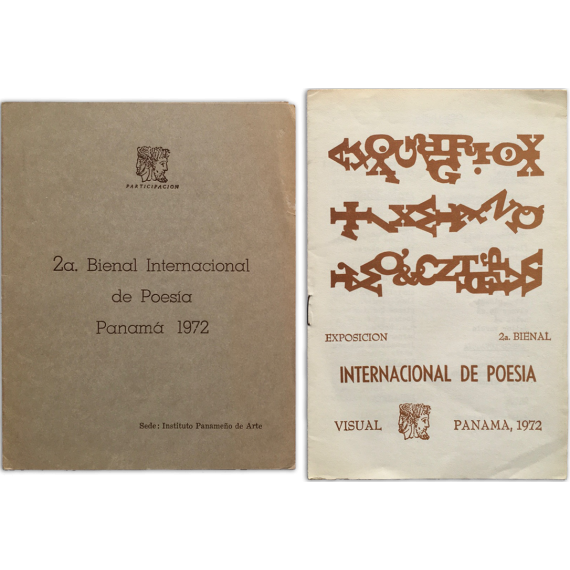 PARTICIPACION
2a. Bienal Internacional
de Poesía
Panamá 1972
Sede: Instituto Panameño de Arte
EXPOSICION 2a. BIENAL
INTERNACIONAL DE POESIA
VISUAL PANAMA, 1972